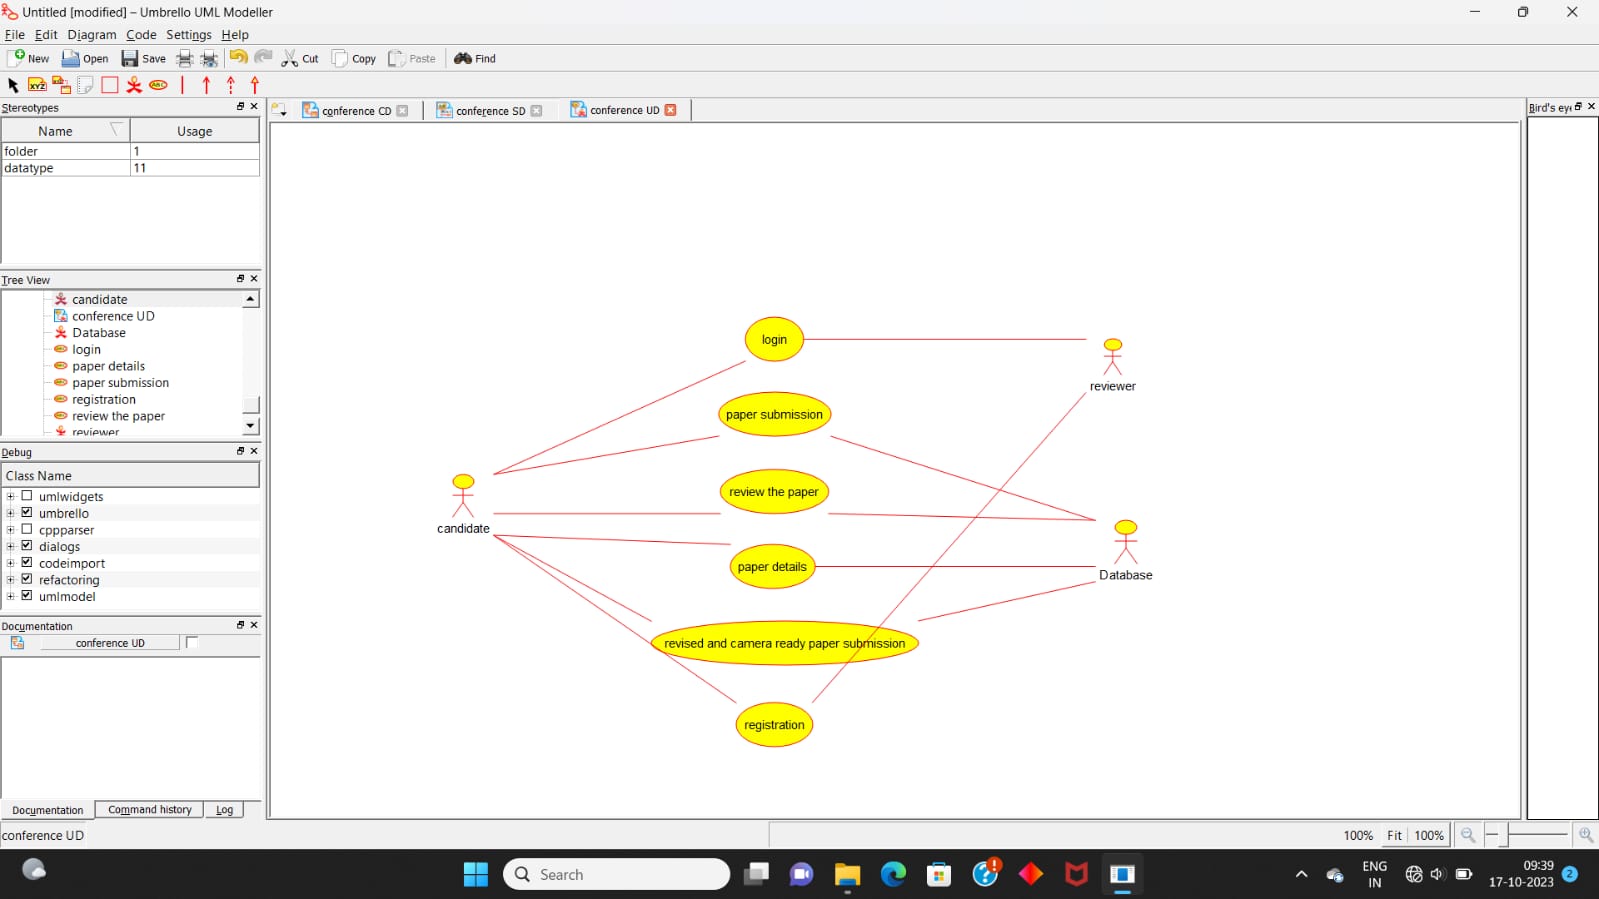 Untitled [modified] – Umbrello UML Modeller
File Edit Diagram Code Settings Help
New Open Save Cut Copy Paste Find
XYZ ABC
Stereotypes
Name Usage
folder 1
datatype 11
Tree View
candidate
conference UD
Database
login
paper details
paper submission
registration
review the paper
reviewer
Debug
Class Name
umlwidgets
umbrello
cppparser
dialogs
codeimport
refactoring
umlmodel
Documentation
conference UD
Documentation Command history Log
conference UD
conference CD conference SD conference UD
Bird's eye
login
reviewer
paper submission
review the paper
candidate
paper details
Database
revised and camera ready paper submission
registration
100% Fit 100%
Search
ENG
IN
09:39
17-10-2023
2